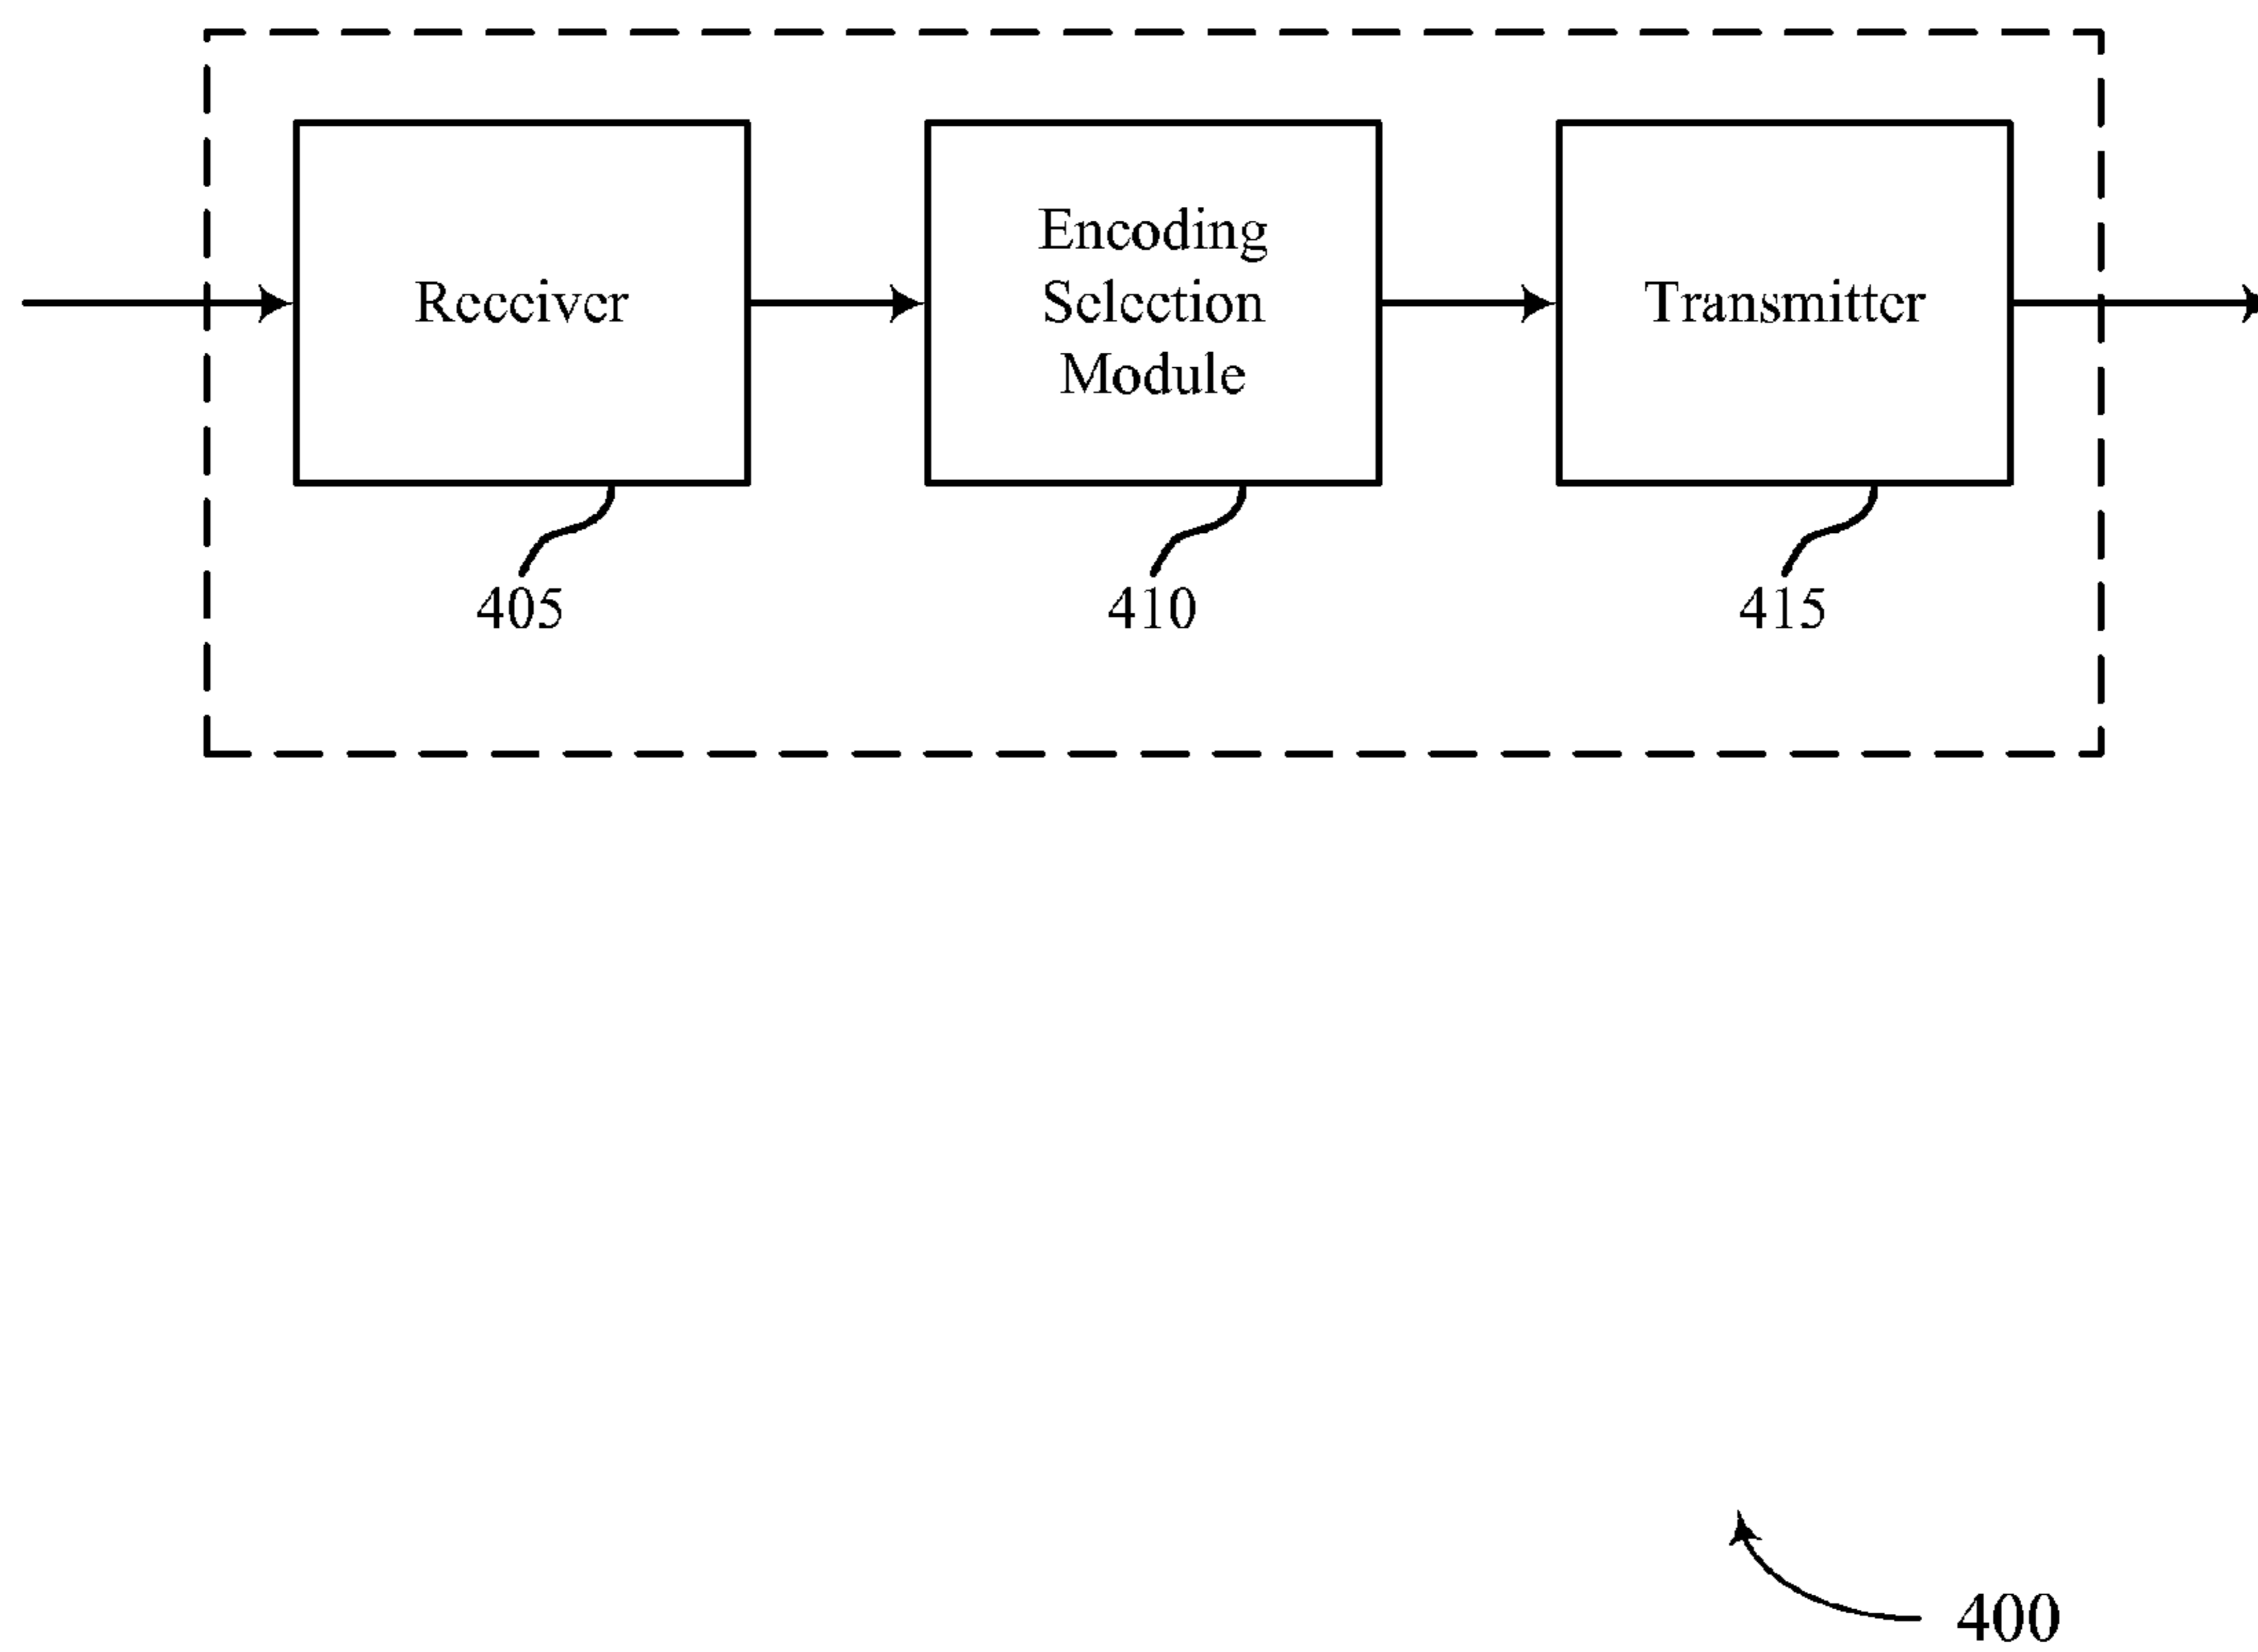 Receiver
Encoding
Selection
Module
Transmitter
405
410
415
400